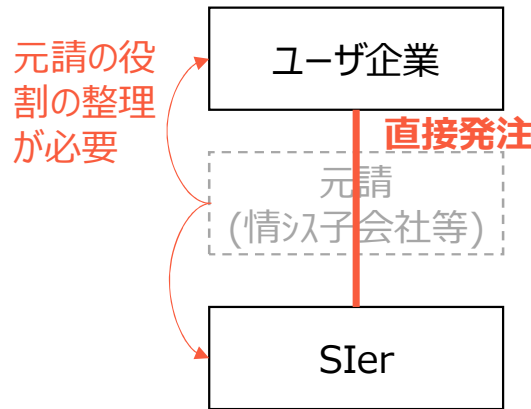 元請の役
割の整理
が必要
ユーザ企業
直接発注
元請
(情ｼｽ子会社等)
SIer